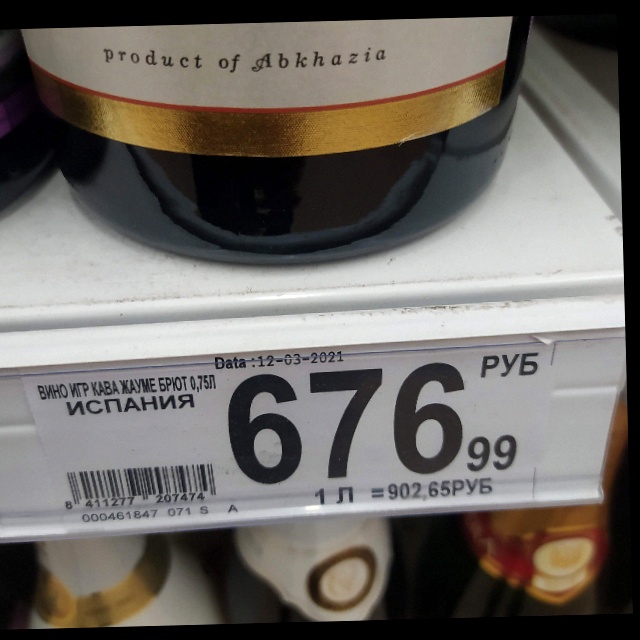 product of Abkhazia
Data :12-03-2021
ВИНО ИГР КАВА ЖАУМЕ БРЮТ 0,75Л
ИСПАНИЯ
676 99 РУБ
8 411277 207474
1 Л =902,65РУБ
000461847 071 S A